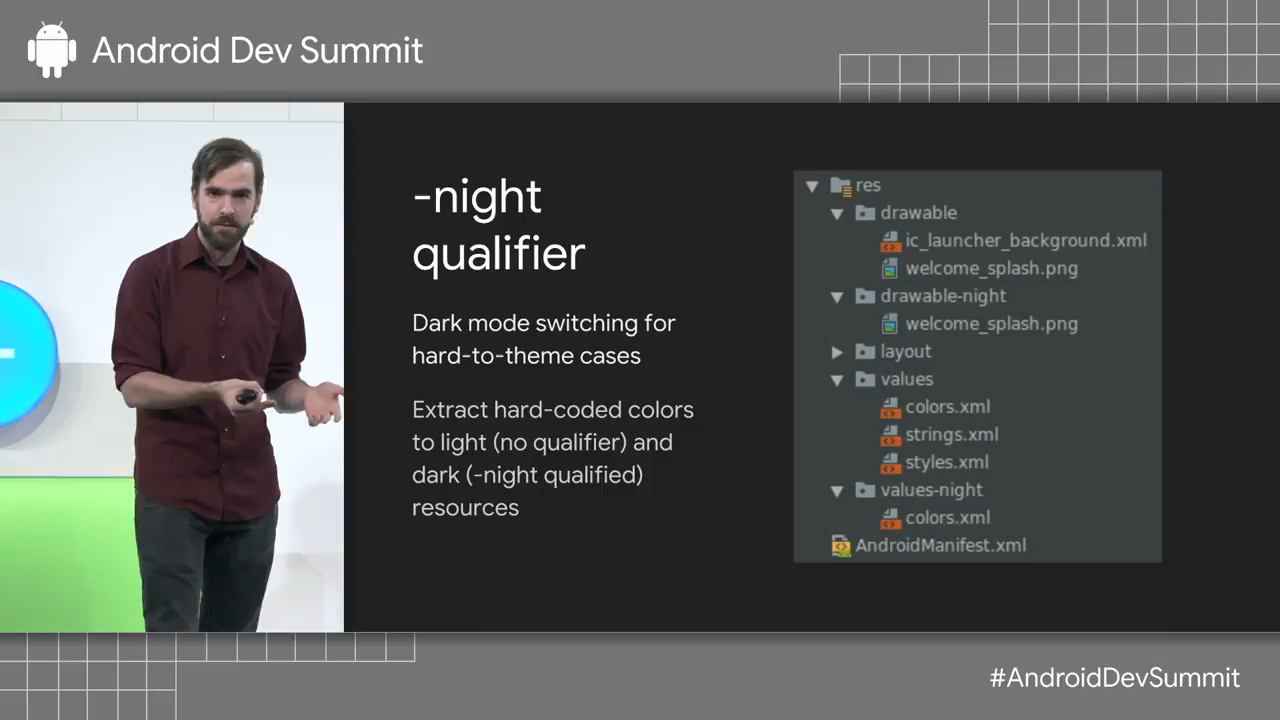 Android Dev Summit
-night
qualifier
Dark mode switching for
hard-to-theme cases
Extract hard-coded colors
to light (no qualifier) and
dark (-night qualified)
resources
res
drawable
ic_launcher_background.xml
welcome_splash.png
drawable-night
welcome_splash.png
layout
values
colors.xml
strings.xml
styles.xml
values-night
colors.xml
AndroidManifest.xml
#AndroidDevSummit